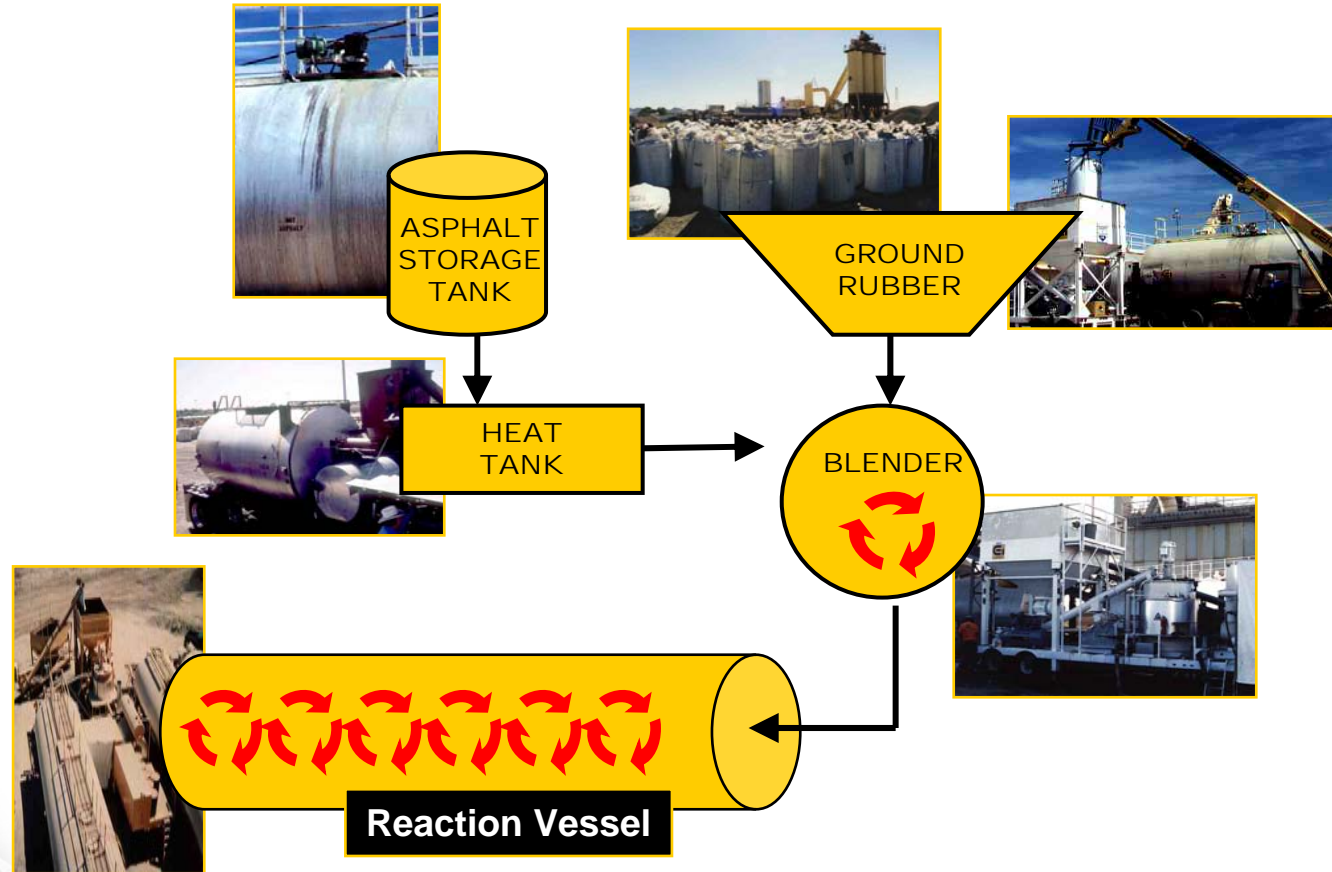 ASPHALT
STORAGE
TANK
GROUND
RUBBER
HEAT
TANK
BLENDER
Reaction Vessel